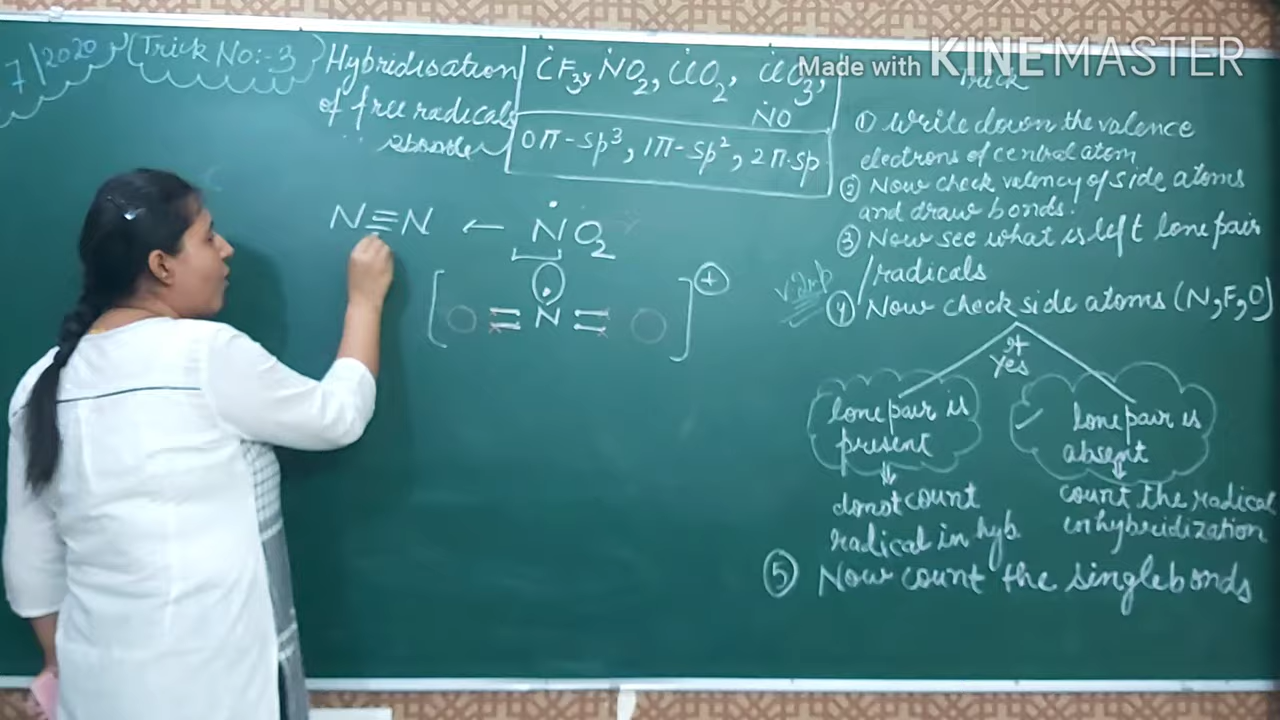 7/2020 (Trick No:-3)
Hybridisation
of free radicals
ĊF3, ṄO2, ĊlO2, ĊlO3,
ṄO
0π-sp³, 1π-sp², 2π-sp
N≡N ← ṄO2
[O=Ṅ=O]⊕
Made with KINEMASTER
Trick
① Write down the valence
electrons of central atom
② Now check valency of side atoms
and draw bonds.
③ Now see what is left lone pair
/radicals
v.imb
④ Now check side atoms (N,F,O)
If
Yes
lone pair is
present
⇓
donot count
radical in hyb.
✓ lone pair is
absent
⇓
count the radical
in hybridization
⑤ Now count the single bonds